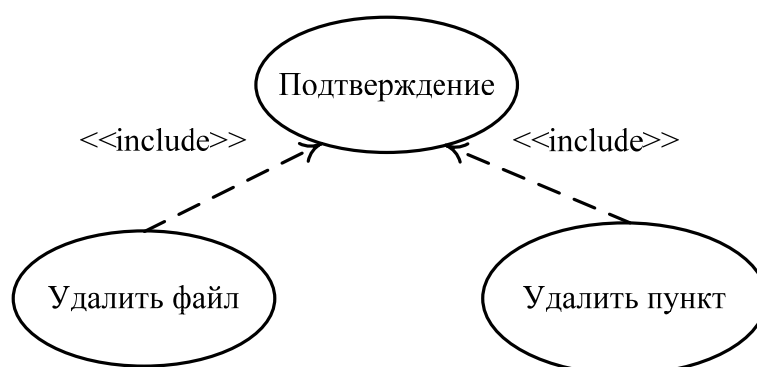 Подтверждение
<<include>>
<<include>>
Удалить файл
Удалить пункт